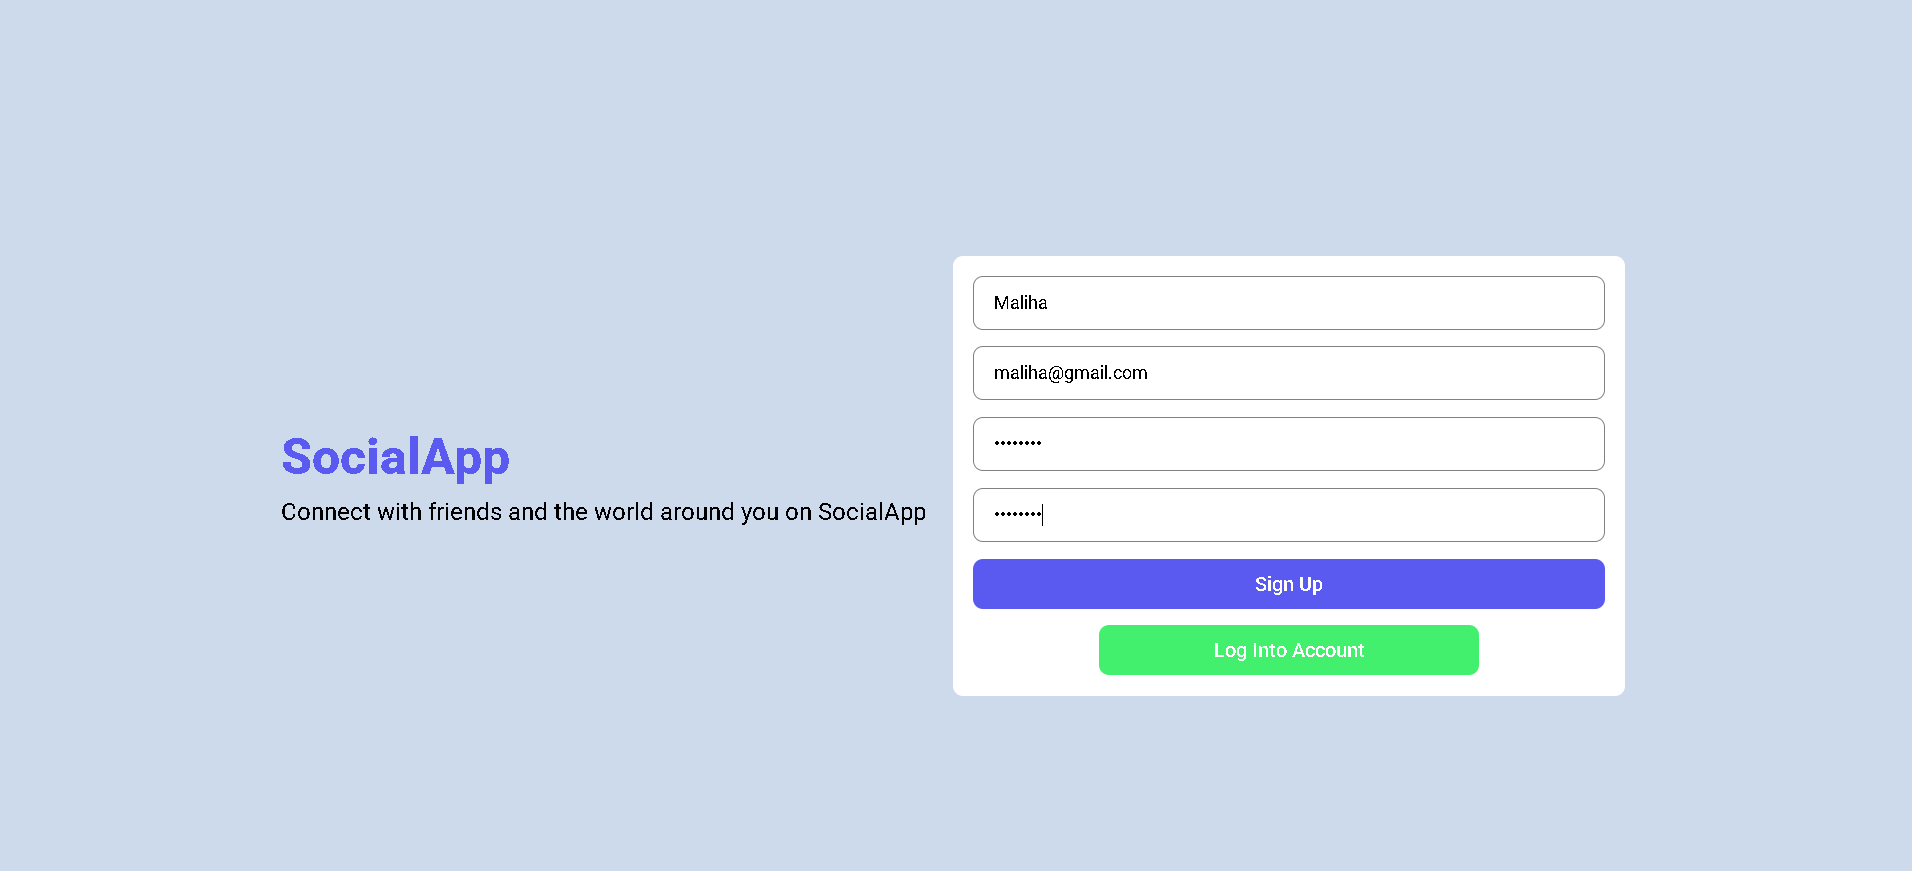 SocialApp
Connect with friends and the world around you on SocialApp
Maliha
maliha@gmail.com
••••••••
••••••••
Sign Up
Log Into Account